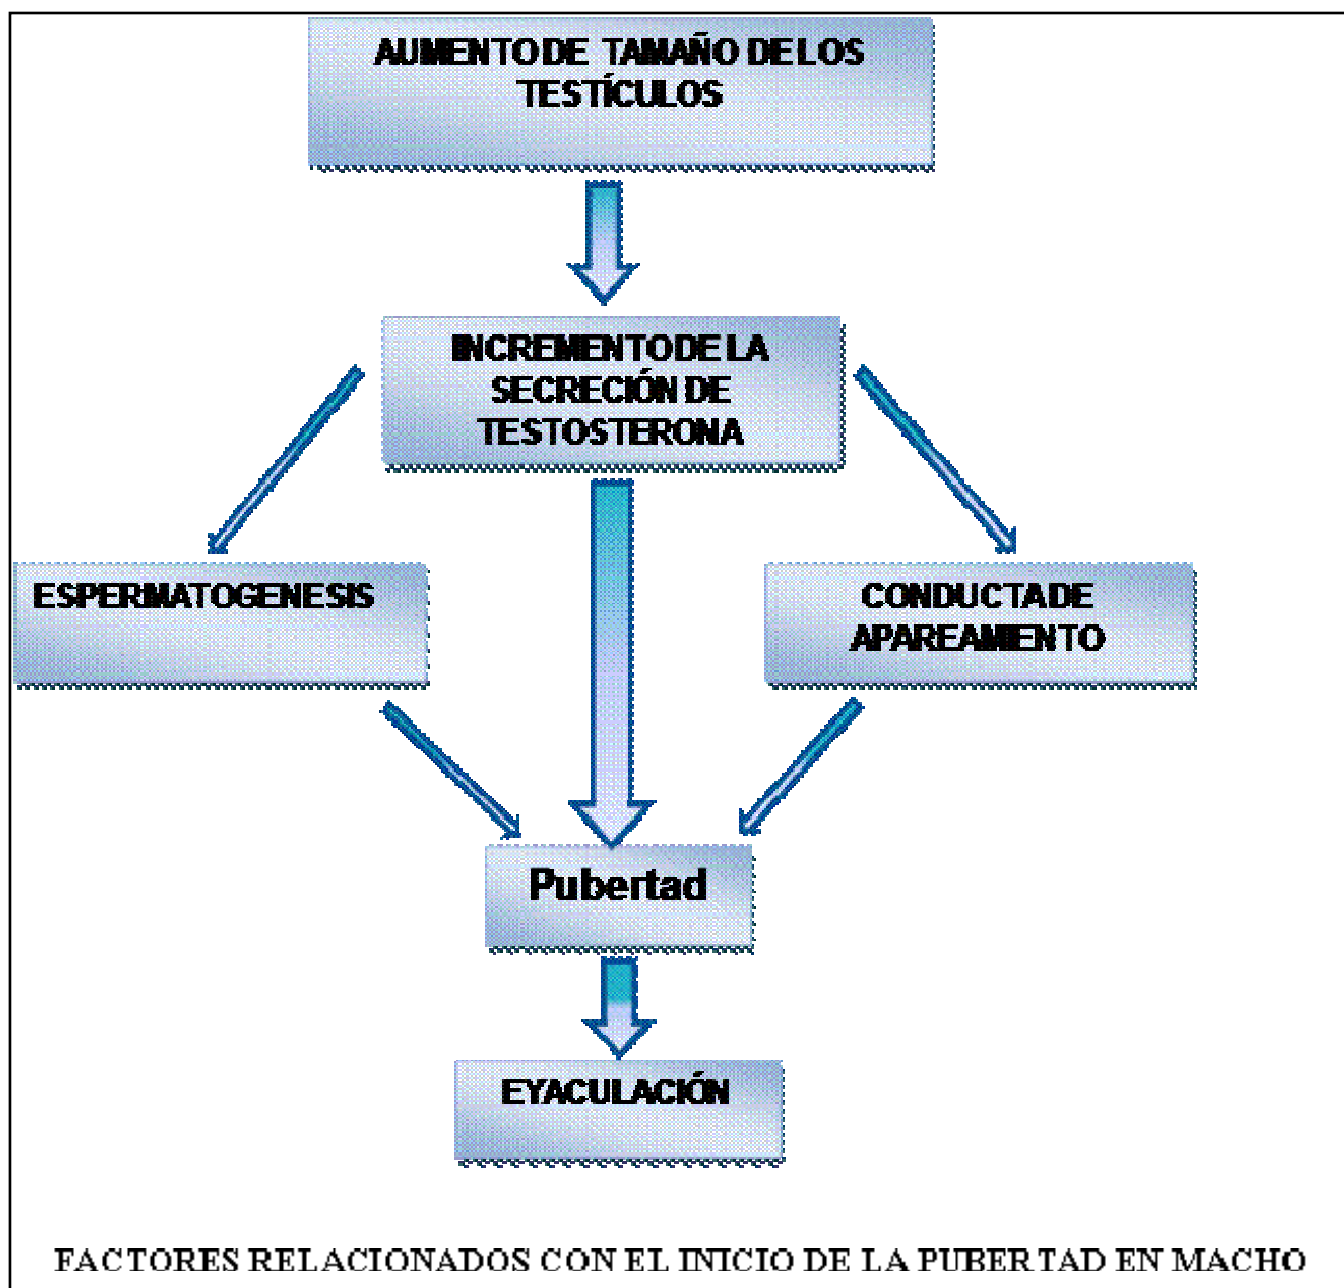 AUMENTO DE TAMAÑO DE LOS
TESTÍCULOS
INCREMENTO DE LA
SECRECIÓN DE
TESTOSTERONA
ESPERMATOGENESIS
CONDUCTA DE
APAREAMIENTO
Pubertad
EYACULACIÓN
FACTORES RELACIONADOS CON EL INICIO DE LA PUBERTAD EN MACHO